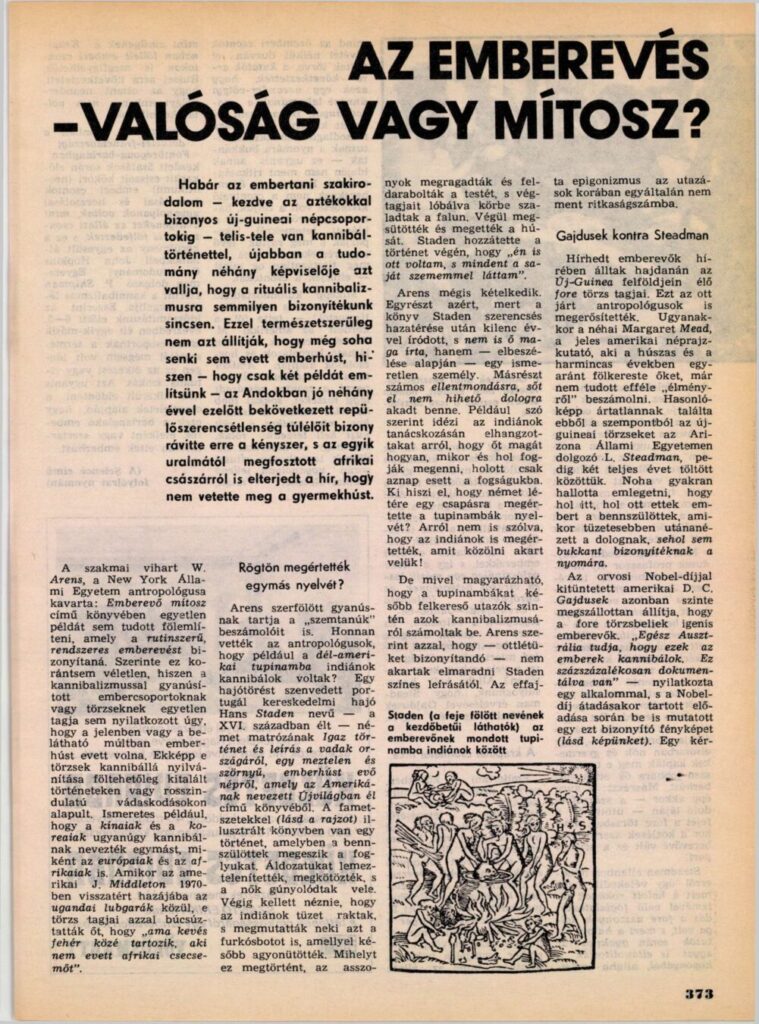 AZ EMBEREVÉS
–VALÓSÁG VAGY MÍTOSZ?
Habár az embertani szakiro-
dalom — kezdve az aztékokkal
bizonyos új-guineai népcsopor-
tokig — telis-tele van kannibál-
történettel, újabban a tudo-
mány néhány képviselője azt
vallja, hogy a rituális kannibaliz-
musra semmilyen bizonyítékunk
sincsen. Ezzel természetszerűleg
nem azt állítják, hogy még soha
senki sem evett emberhúst, hi-
szen — hogy csak két példát em-
lítsünk — az Andokban jó néhány
évvel ezelőtt bekövetkezett repü-
lőszerencsétlenség túlélőit bizony
rávitte erre a kényszer, s az egyik
uralmától megfosztott afrikai
császárról is elterjedt a hír, hogy
nem vetette meg a gyermekhúst.
A szakmai vihart W.
Arens, a New York Álla-
mi Egyetem antropológusa
kavarta: Emberevő mítosz
című könyvében egyetlen
példát sem tudott fölemlí-
teni, amely a rutinszerű,
rendszeres emberevést bi-
zonyítaná. Szerinte ez ko-
rántsem véletlen, hiszen a
kannibalizmussal gyanúsí-
tott embercsoportoknak
vagy törzseknek egyetlen
tagja sem nyilatkozott úgy,
hogy a jelenben vagy a be-
látható múltban ember-
húst evett volna. Ekképp e
törzsek kannibállá nyilvá-
nítása föltehetőleg kitalált
történeteken vagy rosszin-
dulatú vádaskodásokon
alapult. Ismeretes például,
hogy a kínaiak és a ko-
reaiak ugyanúgy kannibál-
nak nevezték egymást, mi-
ként az európaiak és az af-
rikaiak is. Amikor az ame-
rikai J. Middleton 1970-
ben visszatért hazájába az
ugandai lubgarák közül, e
törzs tagjai azzal búcsúz-
tatták őt, hogy „ama kevés
fehér közé tartozik, aki
nem evett afrikai csecse-
mőt”.
Rögtön megértették
egymás nyelvét?
Arens szerfölött gyanús-
nak tartja a „szemtanúk”
beszámolóit is. Honnan
vették az antropológusok,
hogy például a dél-ameri-
kai tupinamba indiánok
kannibálok voltak? Egy
hajótörést szenvedett por-
tugál kereskedelmi hajó
Hans Staden nevű — a
XVI. században élt — né-
met matrózának Igaz tör-
ténet és leírás a vadak or-
szágáról, egy meztelen és
szörnyű, emberhúst evő
népről, amely az Ameriká-
nak nevezett Újvilágban él
című könyvéből. A famet-
szetekkel (lásd a rajzot) il-
lusztrált könyvben van egy
történet, amelyben a benn-
szülöttek megeszik a fog-
lyukat. Áldozatukat lemez-
telenítették, megkötözték, s
a nők gúnyolódtak vele.
Végig kellett néznie, hogy
az indiánok tüzet raktak,
s megmutatták neki azt a
furkósbotot is, amellyel ké-
sőbb agyonütötték. Mihelyt
ez megtörtént, az asszo-
nyok megragadták és fel-
darabolták a testét, s vég-
tagjait lóbálva körbe sza-
ladtak a falun. Végül meg-
sütötték és megették a hú-
sát. Staden hozzátette a
történet végén, hogy „én is
ott voltam, s mindent a sa-
ját szememmel láttam”.
Arens mégis kételkedik.
Egyrészt azért, mert a
könyv Staden szerencsés
hazatérése után kilenc év-
vel íródott, s nem is ő ma-
ga írta, hanem — elbeszé-
lése alapján — egy isme-
retlen személy. Másrészt
számos ellentmondásra, sőt
el nem hihető dologra
akadt benne. Például szó
szerint idézi az indiánok
tanácskozásán elhangzot-
takat arról, hogy őt magát
hogyan, mikor és hol fog-
ják megenni, holott csak
aznap esett a fogságukba.
Ki hiszi el, hogy német lé-
tére egy csapásra megér-
tette a tupinambák nyel-
vét? Arról nem is szólva,
hogy az indiánok is megér-
tették, amit közölni akart
velük!
De mivel magyarázható,
hogy a tupinambákat ké-
sőbb felkereső utazók szin-
tén azok kannibalizmusá-
ról számoltak be. Arens sze-
rint azzal, hogy — ottlétü-
ket bizonyítandó — nem
akartak elmaradni Staden
színes leírásától. Az effaj-
Staden (a feje fölött nevének
a kezdőbetűi láthatók) az
emberevőnek mondott tupi-
namba indiánok között
H+S
ta epigonizmus az utazá-
sok korában egyáltalán nem
ment ritkaságszámba.
Gajdusek kontra Steadman
Hírhedt emberevők hí-
rében álltak hajdanán az
Új-Guinea felföldjein élő
fore törzs tagjai. Ezt az ott
járt antropológusok is
megerősítették. Ugyanak-
kor a néhai Margaret Mead,
a jeles amerikai néprajz-
kutató, aki a húszas és a
harmincas években egy-
aránt fölkereste őket, már
nem tudott efféle „élmény-
ről” beszámolni. Hasonló-
képp ártatlannak találta
ebből a szempontból az új-
guineai törzseket az Ari-
zona Állami Egyetemen
dolgozó L. Steadman, pe-
dig két teljes évet töltött
közöttük. Noha gyakran
hallotta emlegetni, hogy
hol itt, hol ott ettek em-
bert a bennszülöttek, ami-
kor tüzetesebben utánané-
zett a dolognak, sehol sem
bukkant bizonyítéknak a
nyomára.
Az orvosi Nobel-díjjal
kitüntetett amerikai D. C.
Gajdusek azonban szinte
megszállottan állítja, hogy
a fore törzsbeliek igenis
emberevők. „Egész Auszt-
rália tudja, hogy ezek az
emberek kannibálok. Ez
százszázalékosan dokumen-
tálva van” — nyilatkozta
egy alkalommal, s a Nobel-
díj átadásakor tartott elő-
adása során be is mutatott
egy ezt bizonyító fényképet
(lásd képünket). Egy kér-
373